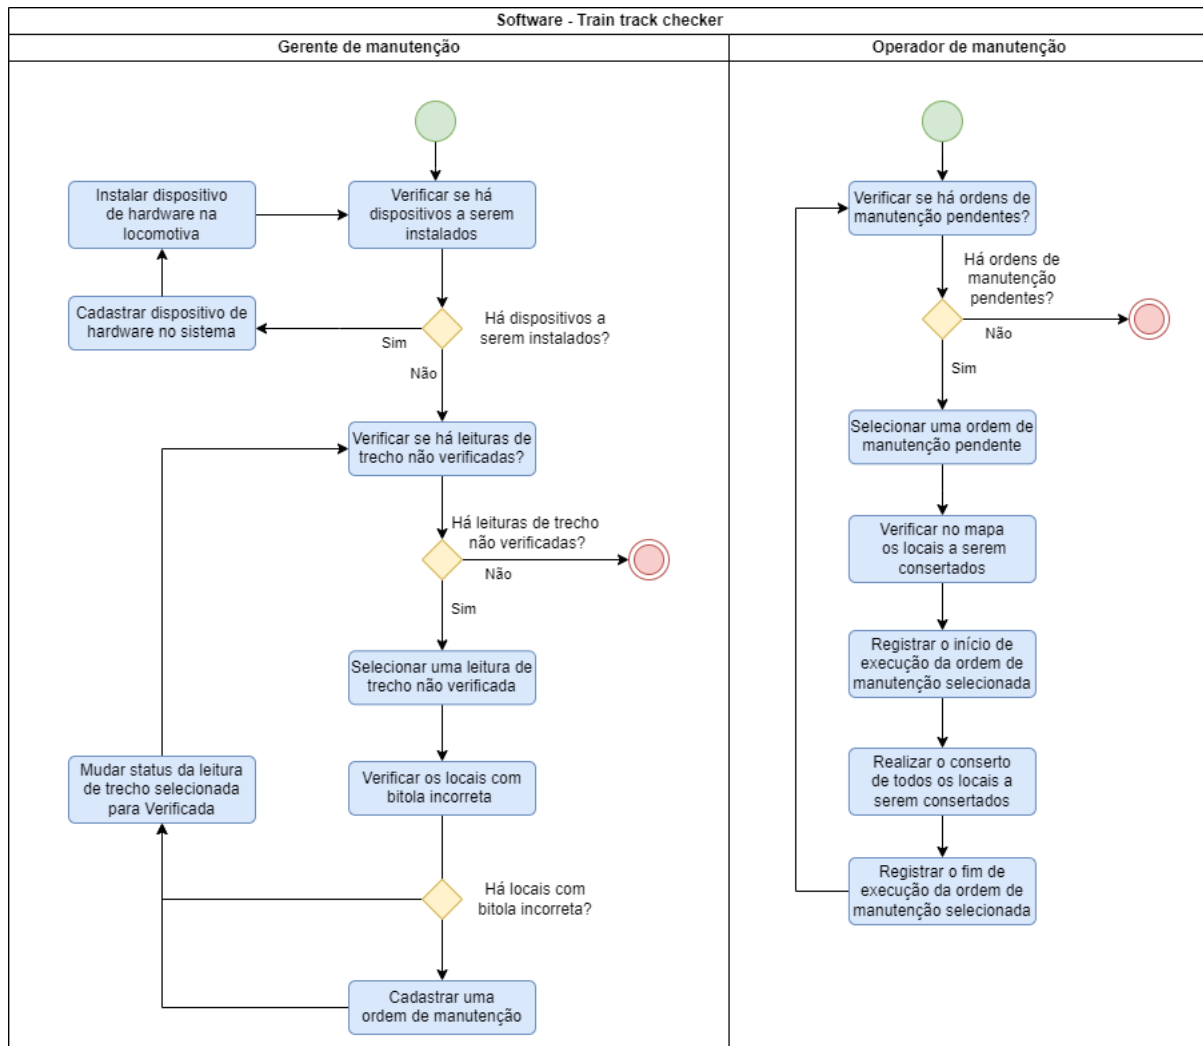 Software - Train track checker
Gerente de manutenção
Operador de manutenção
Instalar dispositivo
de hardware na
locomotiva
Verificar se há
dispositivos a serem
instalados
Cadastrar dispositivo de
hardware no sistema
Sim
Há dispositivos a
serem instalados?
Não
Verificar se há leituras de
trecho não verificadas?
Há leituras de trecho
não verificadas?
Não
Sim
Selecionar uma leitura de
trecho não verificada
Mudar status da leitura
de trecho selecionada
para Verificada
Verificar os locais com
bitola incorreta
Há locais com
bitola incorreta?
Cadastrar uma
ordem de manutenção
Verificar se há ordens de
manutenção pendentes?
Há ordens de
manutenção
pendentes?
Não
Sim
Selecionar uma ordem de
manutenção pendente
Verificar no mapa
os locais a serem
consertados
Registrar o início de
execução da ordem de
manutenção selecionada
Realizar o conserto
de todos os locais a
serem consertados
Registrar o fim de
execução da ordem de
manutenção selecionada